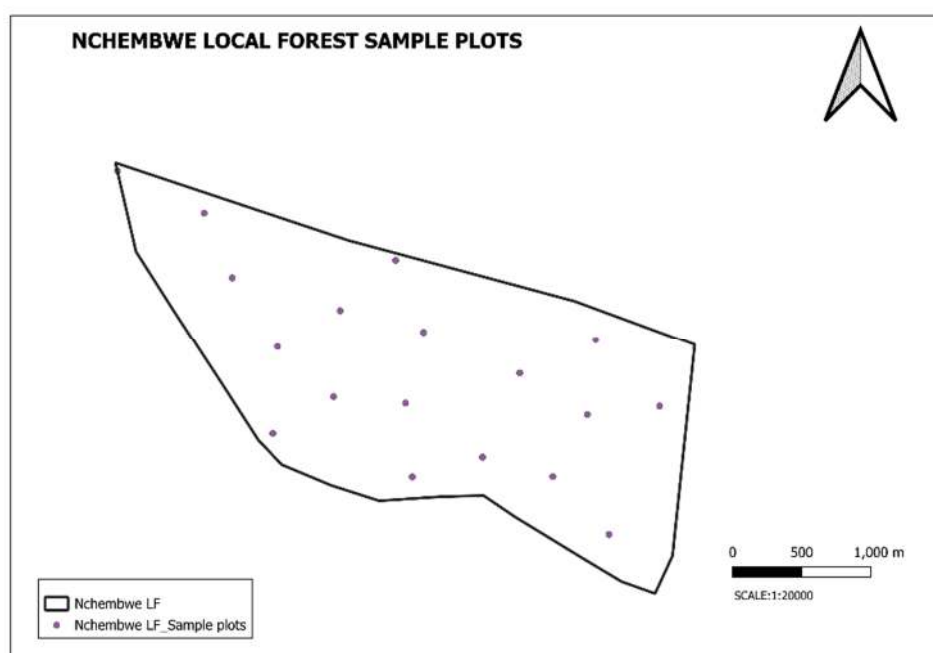 NCHEMBWE LOCAL FOREST SAMPLE PLOTS
0 500 1,000 m
SCALE:1:20000
Nchembwe LF
Nchembwe LF_Sample plots